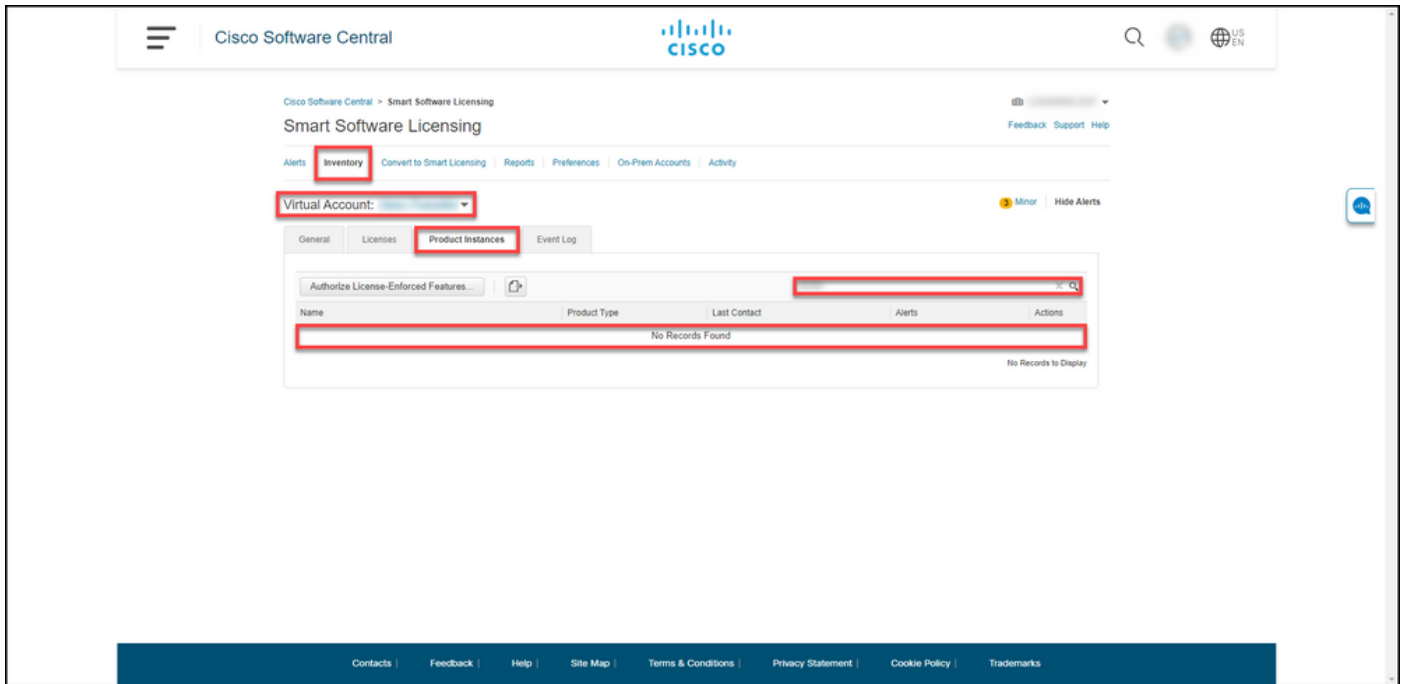 Cisco Software Central
CISCO
US
EN
Cisco Software Central > Smart Software Licensing
Smart Software Licensing
Feedback Support Help
Alerts Inventory Convert to Smart Licensing Reports Preferences On-Prem Accounts Activity
Virtual Account:
3 Minor Hide Alerts
General Licenses Product Instances Event Log
Authorize License-Enforced Features...
Name Product Type Last Contact Alerts Actions
No Records Found
No Records to Display
Contacts | Feedback | Help | Site Map | Terms & Conditions | Privacy Statement | Cookie Policy | Trademarks